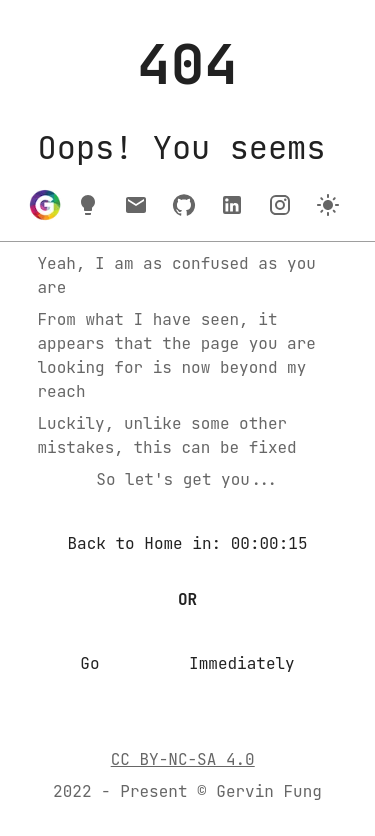 404
Oops! You seems
Yeah, I am as confused as you
are
From what I have seen, it
appears that the page you are
looking for is now beyond my
reach
Luckily, unlike some other
mistakes, this can be fixed
So let's get you...
Back to Home in: 00:00:15
OR
Go Immediately
CC BY-NC-SA 4.0
2022 - Present © Gervin Fung